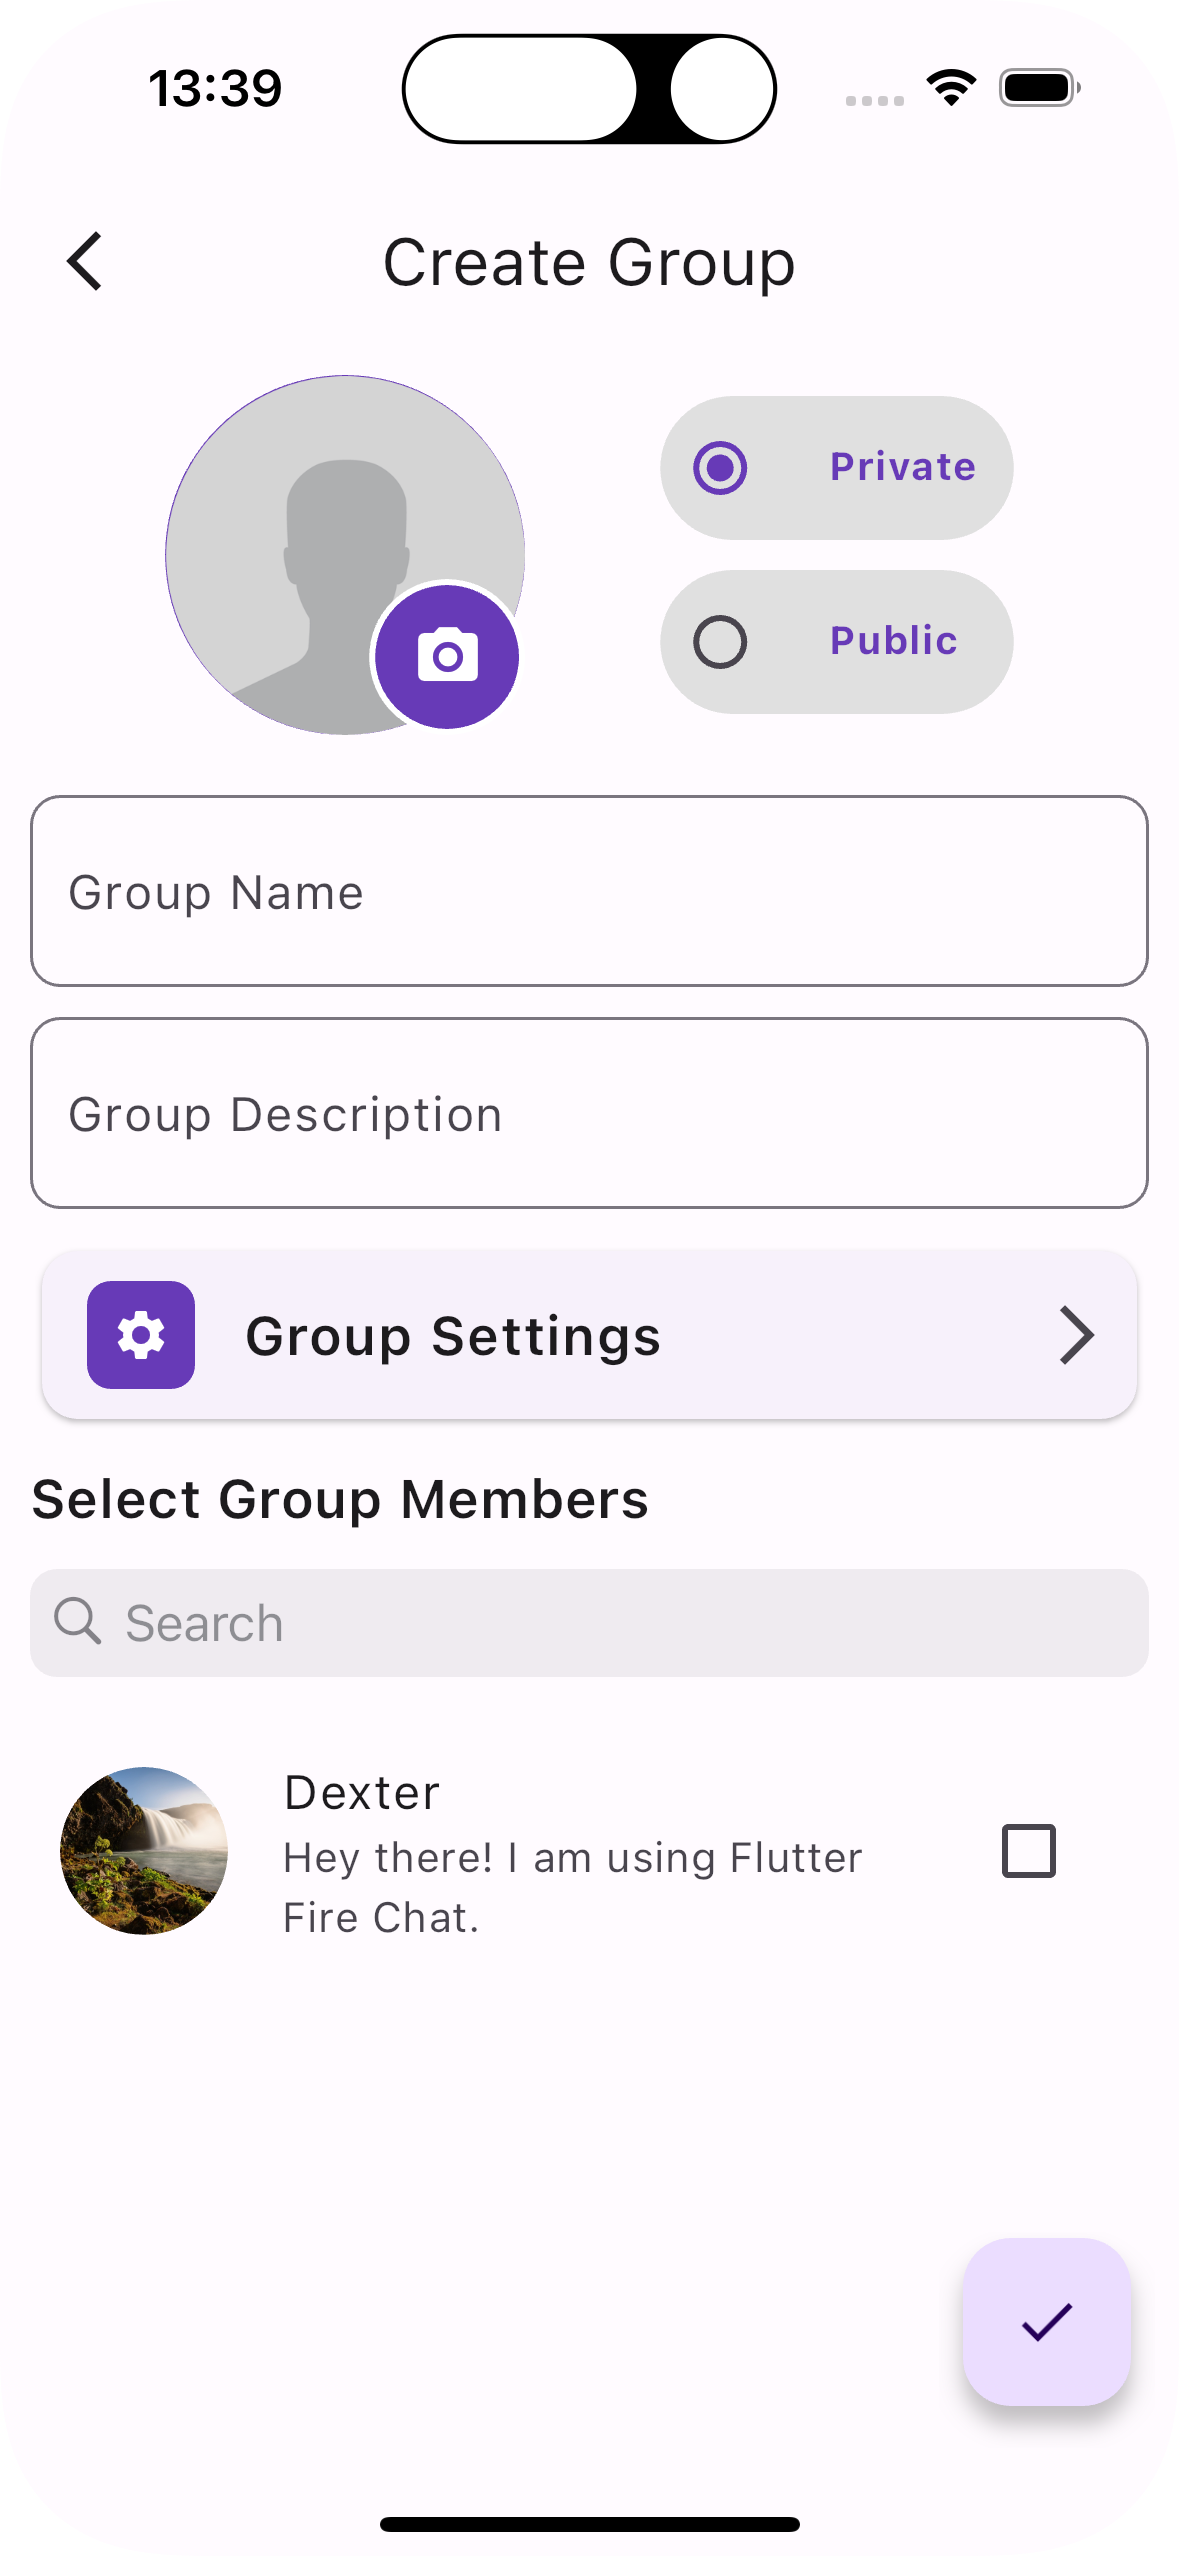 13:39
Create Group
Private
Public
Group Name
Group Description
Group Settings
Select Group Members
Search
Dexter
Hey there! I am using Flutter
Fire Chat.